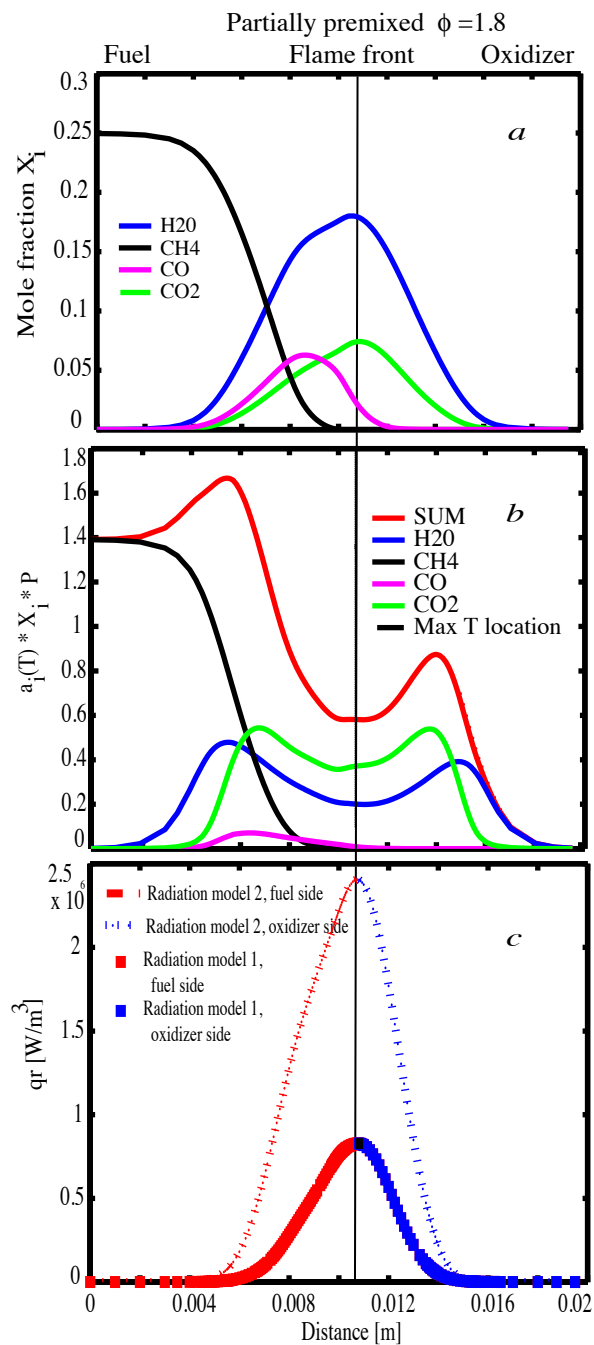 Partially premixed ϕ =1.8
Fuel Flame front Oxidizer
0.3
0.25
0.2
0.15
0.1
0.05
0
Mole fraction Xi
a
H20
CH4
CO
CO2
1.8
1.6
1.4
1.2
1
0.8
0.6
0.4
0.2
0
a_i(T) * X_i * P
b
SUM
H20
CH4
CO
CO2
Max T location
2.5
x 10^6
2
1.5
1
0.5
0
qr [W/m^3]
c
Radiation model 2, fuel side
Radiation model 2, oxidizer side
Radiation model 1,
fuel side
Radiation model 1,
oxidizer side
0 0.004 0.008 0.012 0.016 0.02
Distance [m]